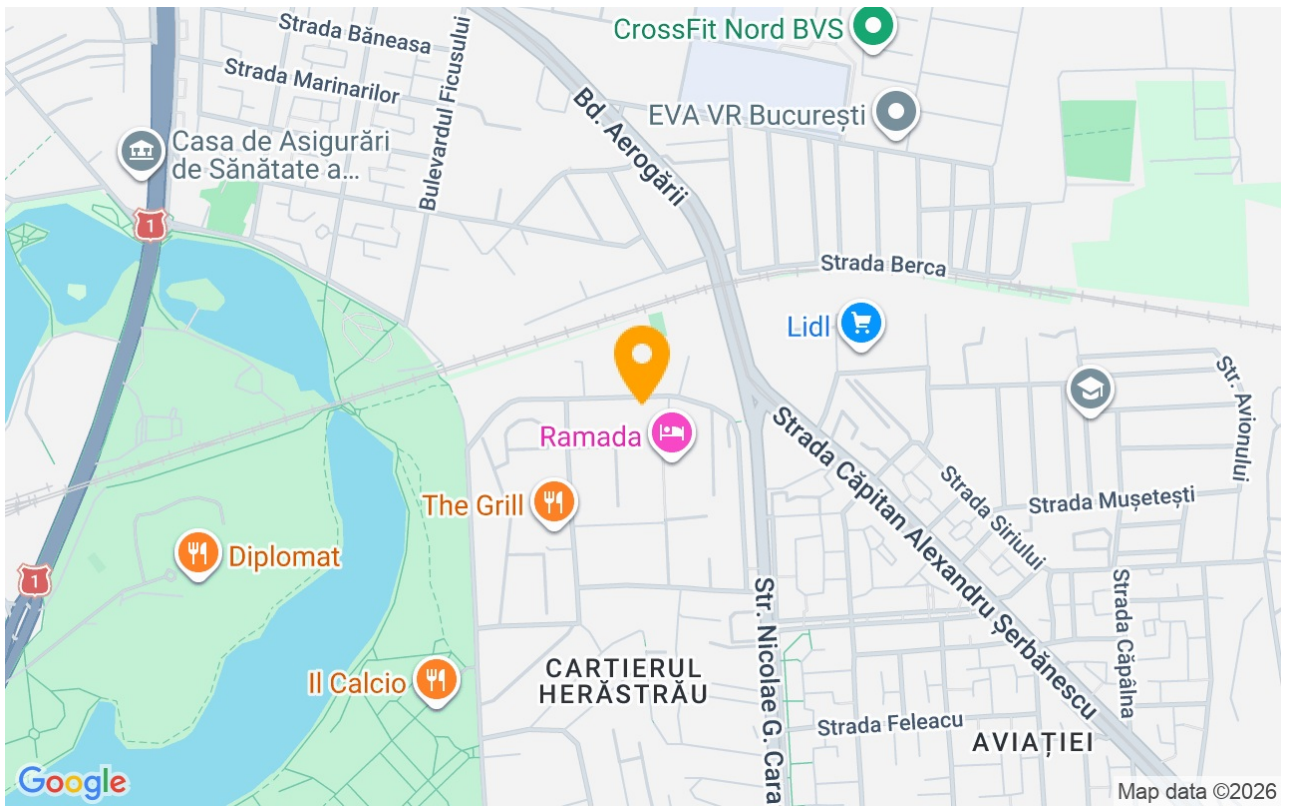 CrossFit Nord BVS
Strada Băneasa
Strada Marinarilor
Bulevardul Ficusului
Bd. Aerogării
EVA VR București
Casa de Asigurări
de Sănătate a...
1
Strada Berca
Lidl
Str. Avionului
Ramada
Strada Căpitan Alexandru Șerbănescu
The Grill
Strada Siriului
Strada Mușetești
Diplomat
1
Str. Nicolae G. Cara
Strada Căpâlna
CARTIERUL
HERĂSTRĂU
Il Calcio
Strada Feleacu
AVIAȚIEI
Google
Map data ©2026